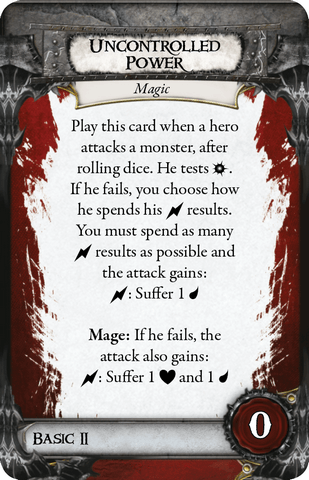 Uncontrolled
Power
Magic
Play this card when a hero
attacks a monster, after
rolling dice. He tests .
If he fails, you choose how
he spends his results.
You must spend as many
results as possible and
the attack gains:
: Suffer 1
Mage: If he fails, the
attack also gains:
: Suffer 1 and 1
Basic II
0